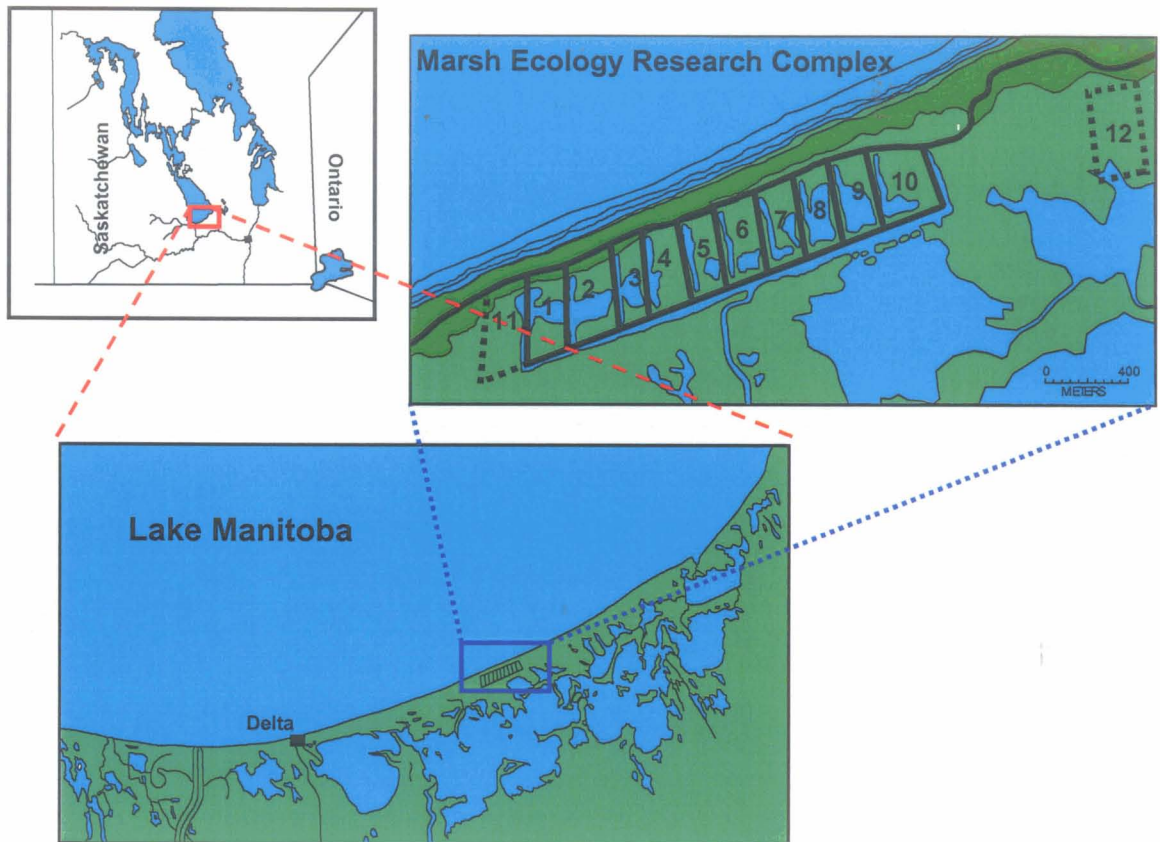 Saskatchewan
Ontario
Marsh Ecology Research Complex
12
10
9
8
7
6
5
4
3
2
1
11
0 400
METERS
Lake Manitoba
Delta